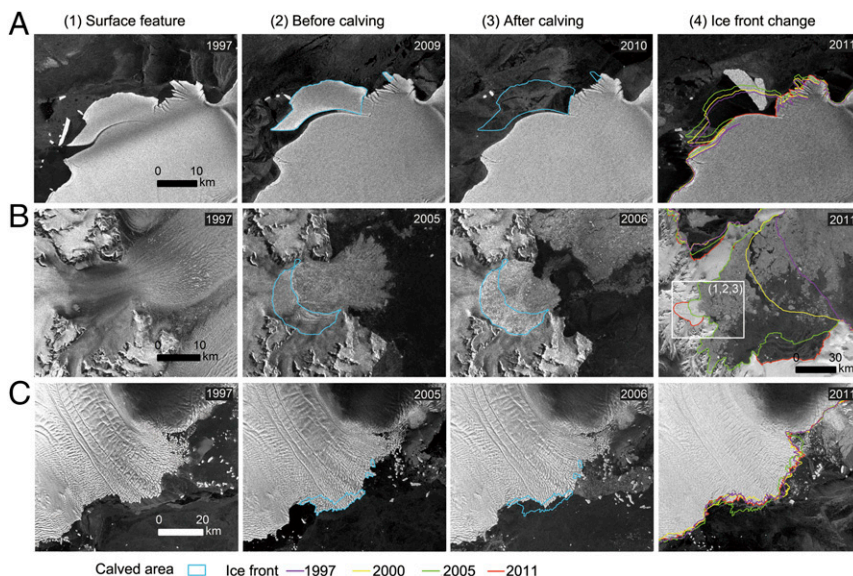 (1) Surface feature (2) Before calving (3) After calving (4) Ice front change
A 1997 2009 2010 2011
0 10 km
B 1997 2005 2006 2011
(1,2,3)
0 10 km 0 30 km
C 1997 2005 2006 2011
0 20 km
Calved area Ice front 1997 2000 2005 2011